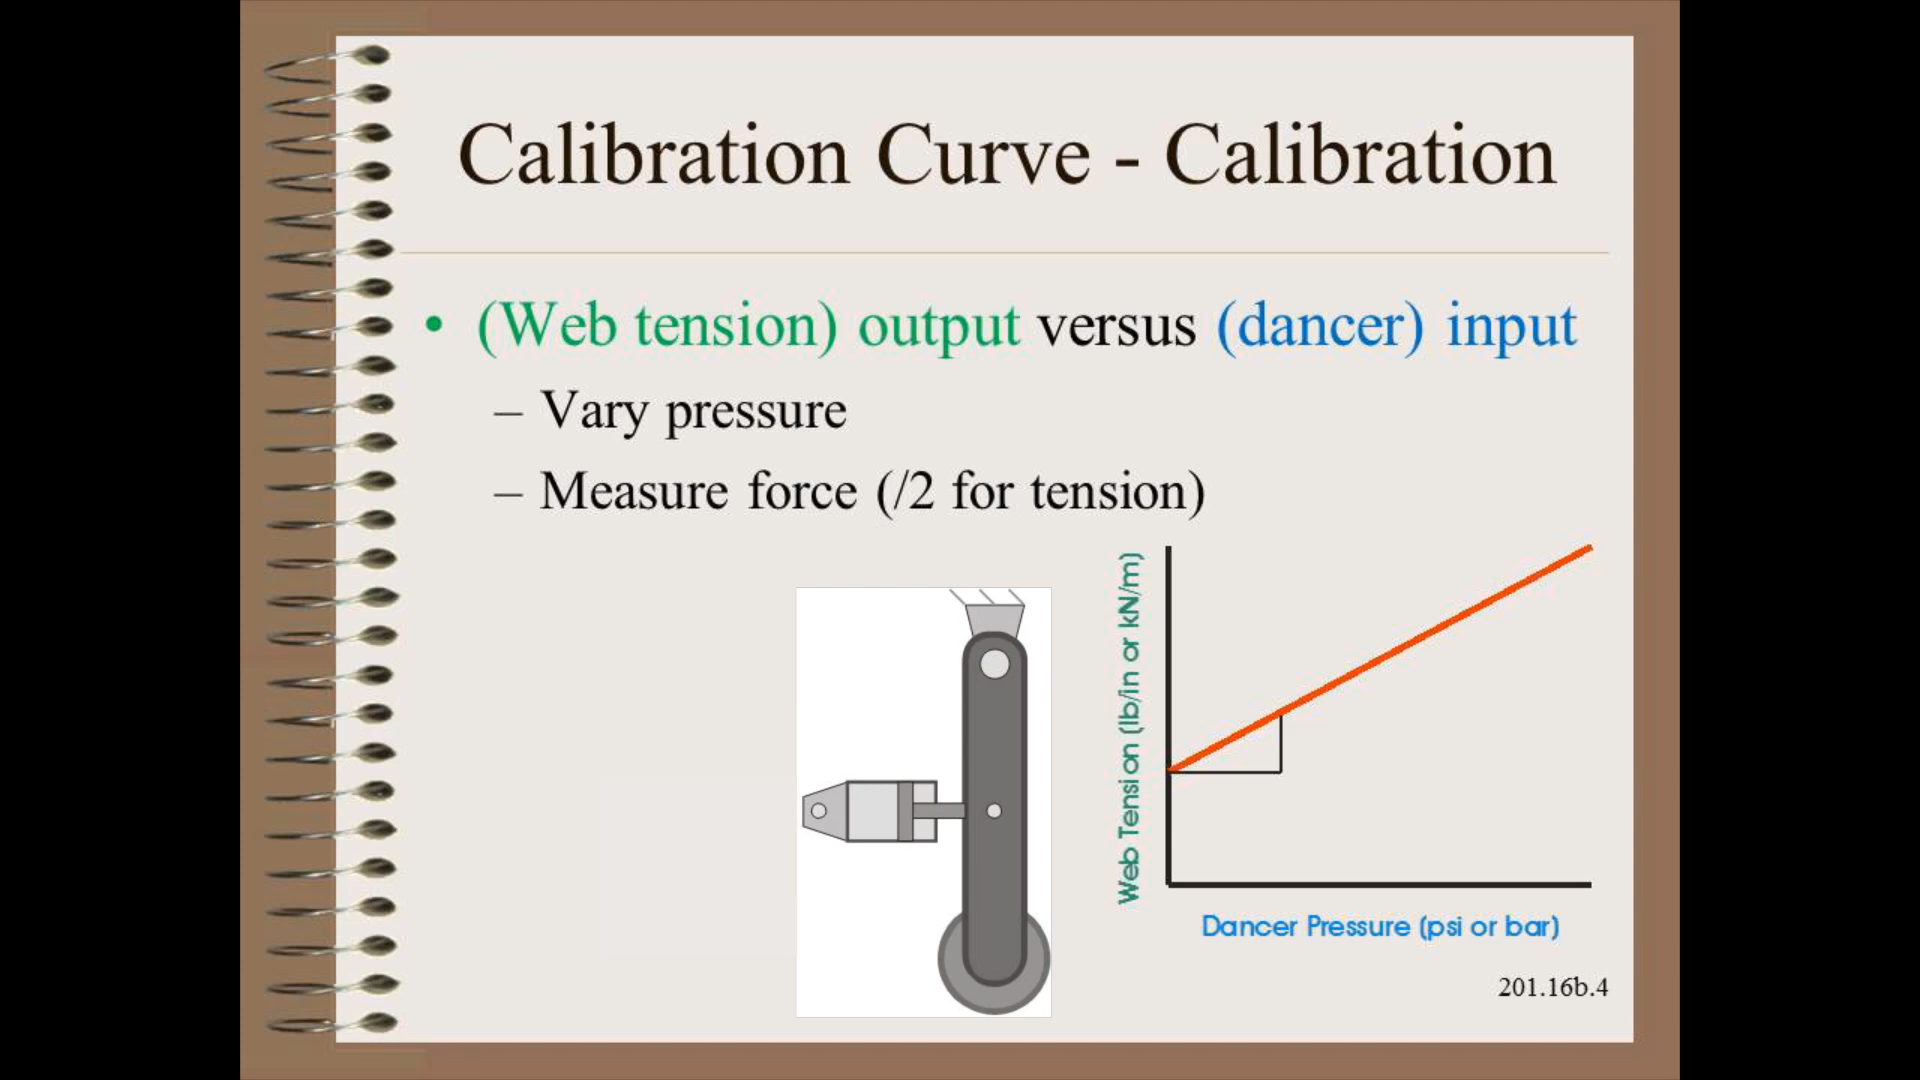 Calibration Curve - Calibration
• (Web tension) output versus (dancer) input
– Vary pressure
– Measure force (/2 for tension)
Web Tension (lb/in or kN/m)
Dancer Pressure (psi or bar)
201.16b.4